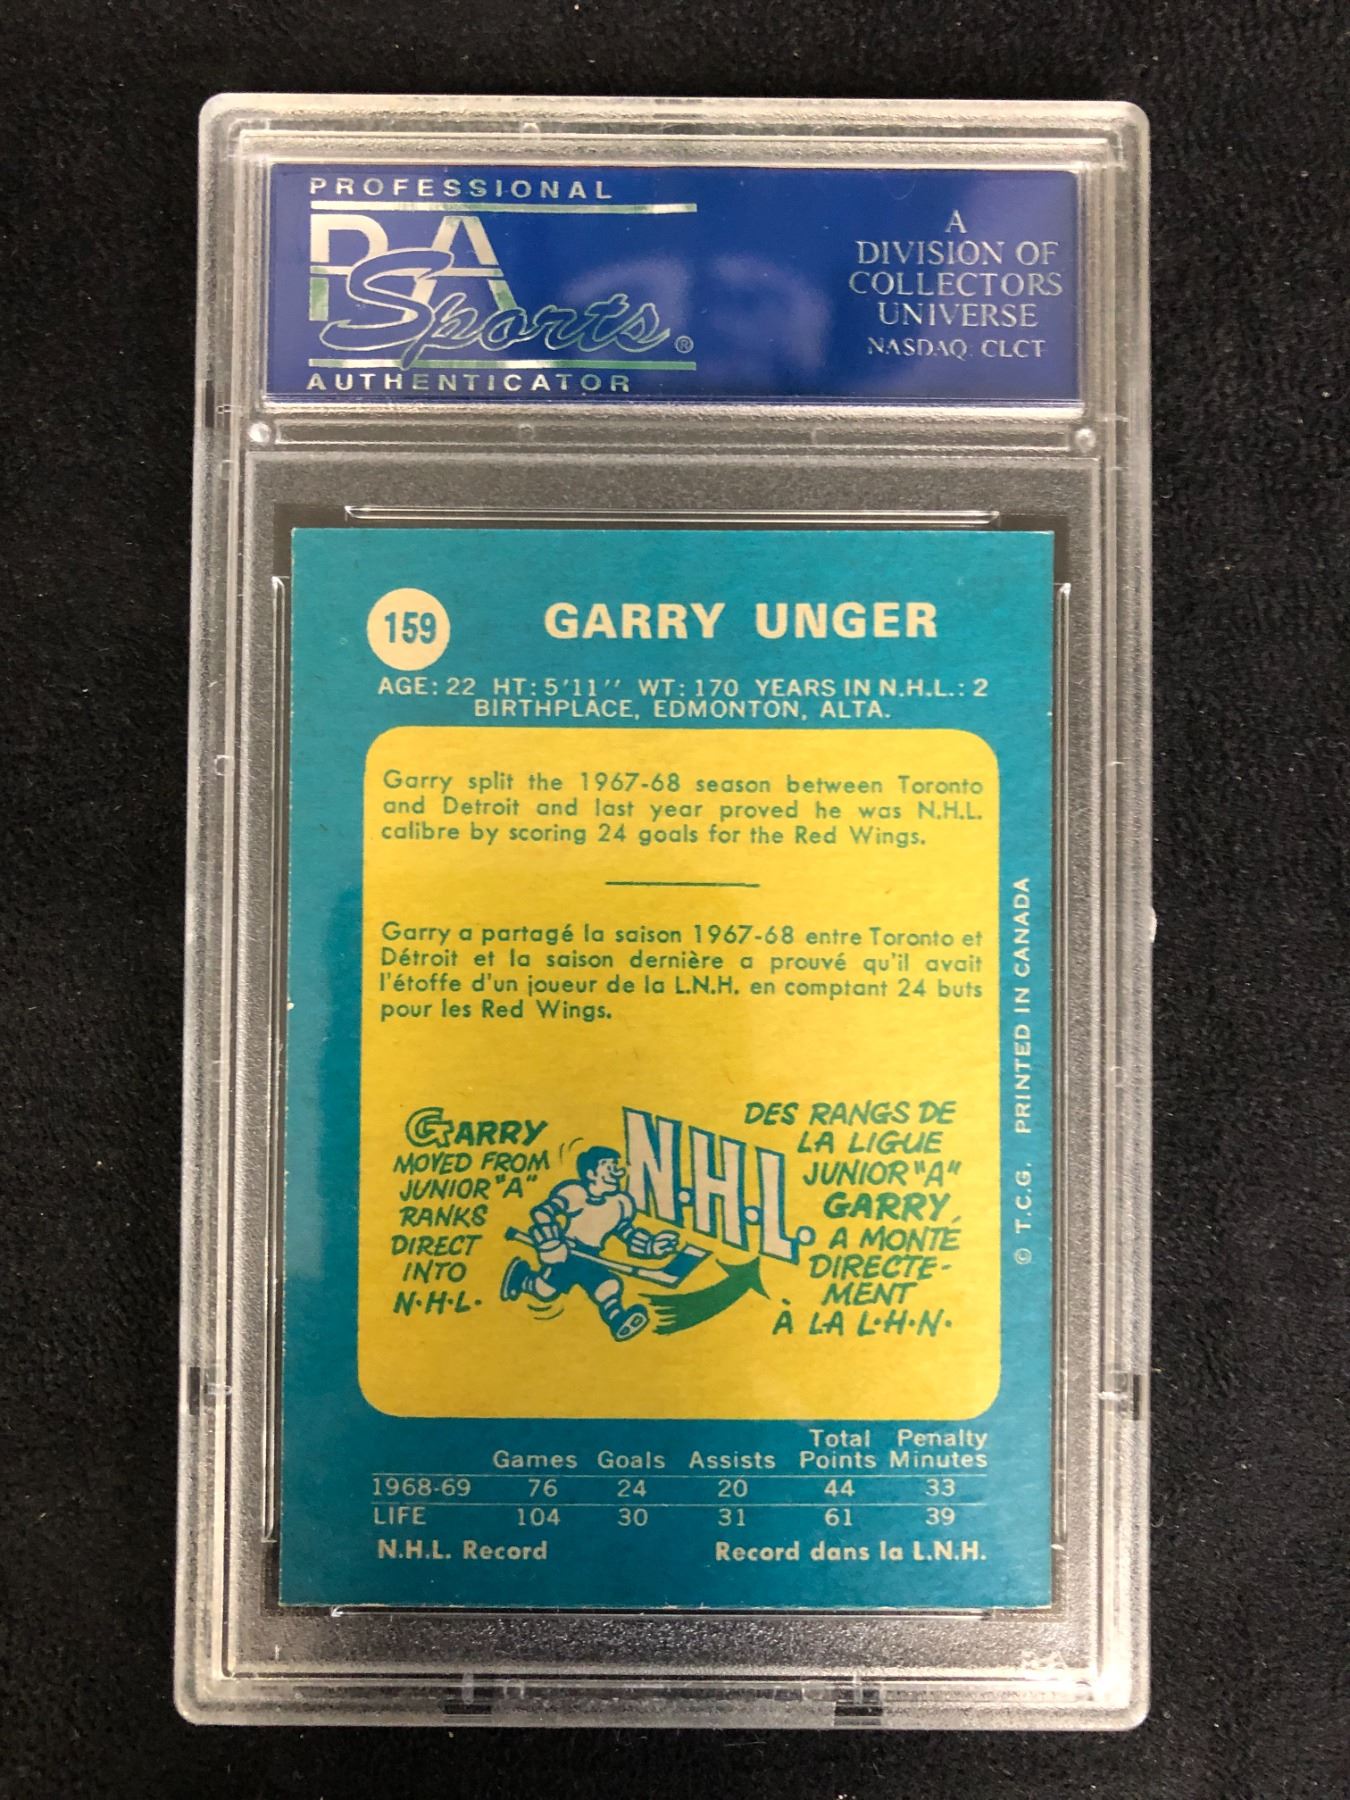 PROFESSIONAL
PSA
Sports®
AUTHENTICATOR
A
DIVISION OF
COLLECTORS
UNIVERSE
NASDAQ: CLCT
159
GARRY UNGER
AGE: 22 HT: 5'11'' WT: 170 YEARS IN N.H.L.: 2
BIRTHPLACE, EDMONTON, ALTA.
Garry split the 1967-68 season between Toronto
and Detroit and last year proved he was N.H.L.
calibre by scoring 24 goals for the Red Wings.
Garry a partagé la saison 1967-68 entre Toronto et
Détroit et la saison dernière a prouvé qu'il avait
l'étoffe d'un joueur de la L.N.H. en comptant 24 buts
pour les Red Wings.
GARRY
MOVED FROM
JUNIOR "A"
RANKS
DIRECT
INTO
N.H.L.
N.H.L.
DES RANGS DE
LA LIGUE
JUNIOR "A"
GARRY
A MONTÉ
DIRECTE-
MENT
À LA L.H.N.
© T.C.G. PRINTED IN CANADA
Games Goals Assists Total Points Penalty Minutes
1968-69 76 24 20 44 33
LIFE 104 30 31 61 39
N.H.L. Record Record dans la L.N.H.